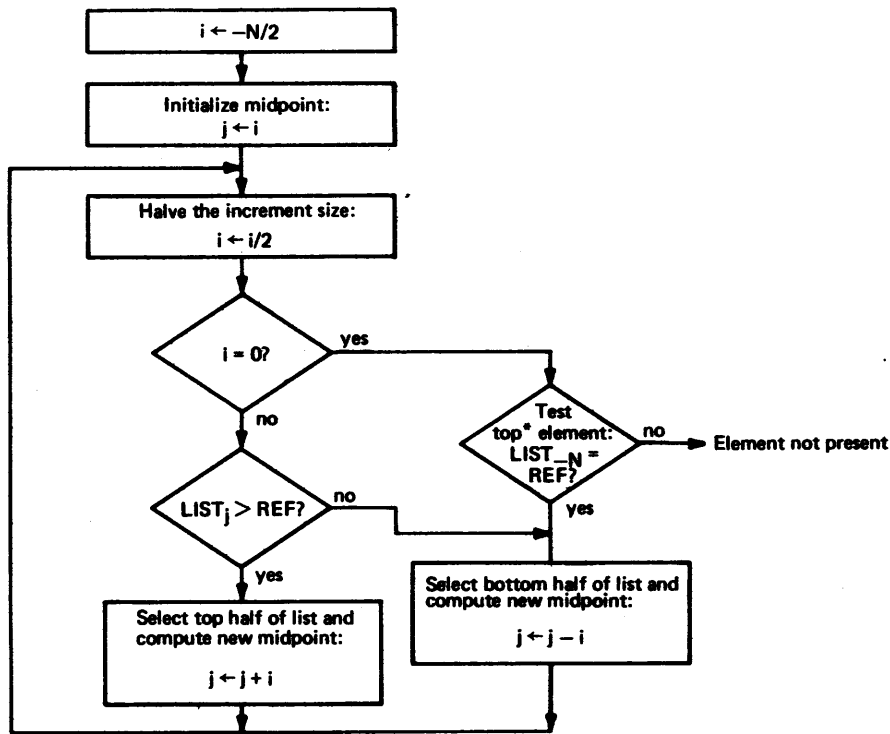 i ← –N/2
Initialize midpoint:
j ← i
Halve the increment size:
i ← i/2
i = 0?
yes
no
Test
top* element:
LIST–N =
REF?
no
Element not present
yes
LISTj > REF?
no
yes
Select top half of list and
compute new midpoint:
j ← j + i
Select bottom half of list and
compute new midpoint:
j ← j – i